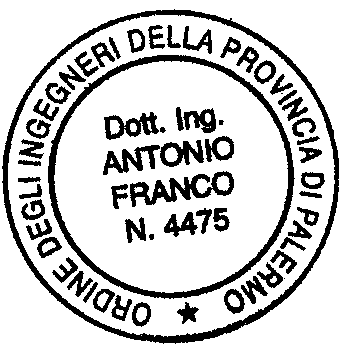 ORDINE DEGLI INGEGNERI DELLA PROVINCIA DI PALERMO
Dott. Ing.
ANTONIO
FRANCO
N. 4475